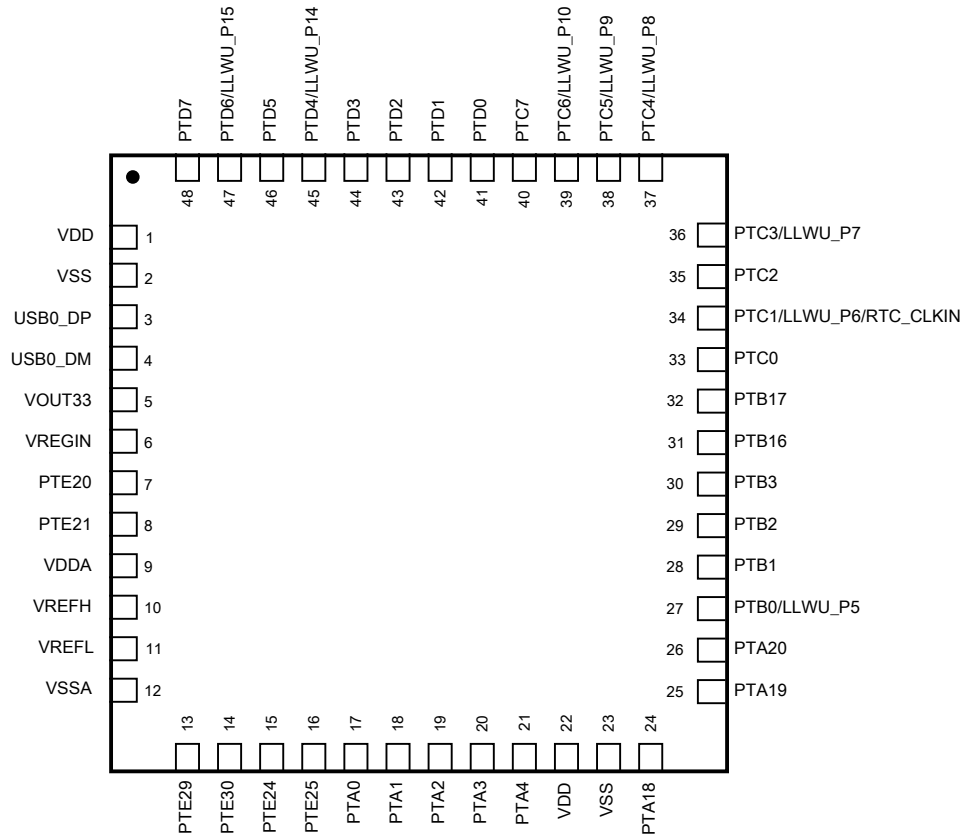 PTD7
PTD6/LLWU_P15
PTD5
PTD4/LLWU_P14
PTD3
PTD2
PTD1
PTD0
PTC7
PTC6/LLWU_P10
PTC5/LLWU_P9
PTC4/LLWU_P8
48
47
46
45
44
43
42
41
40
39
38
37
VDD 1
VSS 2
USB0_DP 3
USB0_DM 4
VOUT33 5
VREGIN 6
PTE20 7
PTE21 8
VDDA 9
VREFH 10
VREFL 11
VSSA 12
36 PTC3/LLWU_P7
35 PTC2
34 PTC1/LLWU_P6/RTC_CLKIN
33 PTC0
32 PTB17
31 PTB16
30 PTB3
29 PTB2
28 PTB1
27 PTB0/LLWU_P5
26 PTA20
25 PTA19
13
14
15
16
17
18
19
20
21
22
23
24
PTE29
PTE30
PTE24
PTE25
PTA0
PTA1
PTA2
PTA3
PTA4
VDD
VSS
PTA18